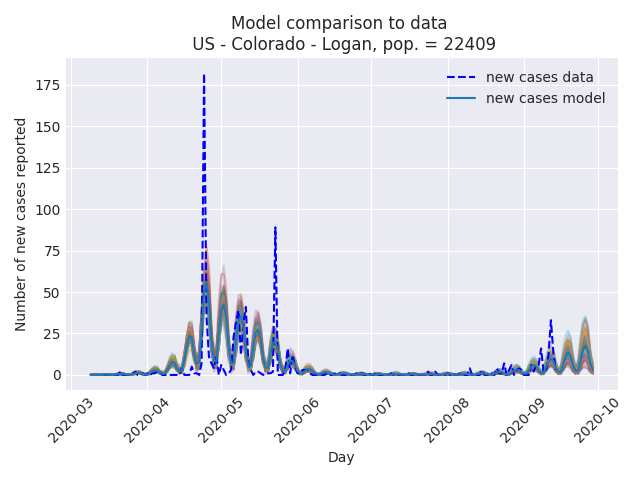 Model comparison to data
US - Colorado - Logan, pop. = 22409
new cases data
new cases model
Number of new cases reported
175
150
125
100
75
50
25
0
2020-03
2020-04
2020-05
2020-06
2020-07
2020-08
2020-09
2020-10
Day